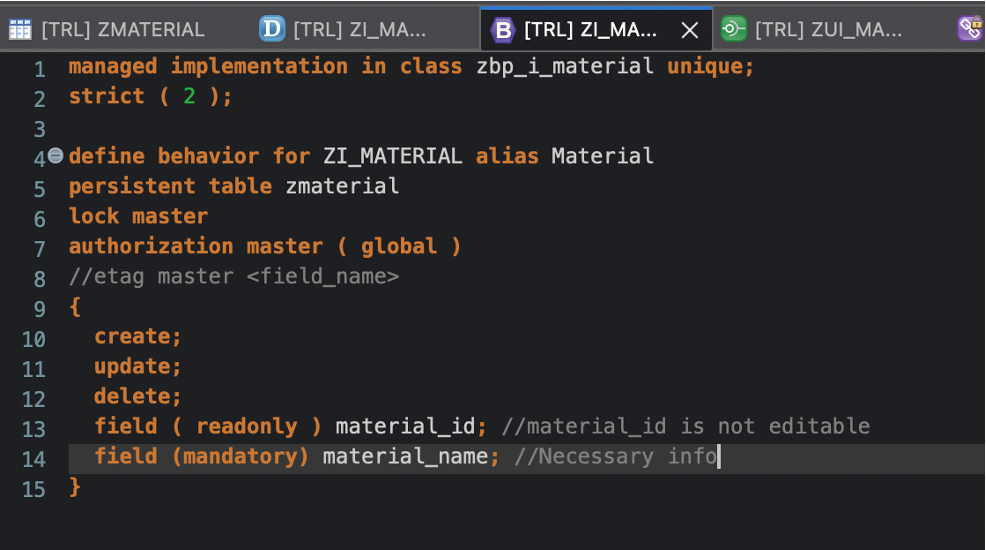 [TRL] ZMATERIAL
D [TRL] ZI_MA...
B [TRL] ZI_MA...
[TRL] ZUI_MA...
1 managed implementation in class zbp_i_material unique;
2 strict ( 2 );
3
4 define behavior for ZI_MATERIAL alias Material
5 persistent table zmaterial
6 lock master
7 authorization master ( global )
8 //etag master <field_name>
9 {
10 create;
11 update;
12 delete;
13 field ( readonly ) material_id; //material_id is not editable
14 field (mandatory) material_name; //Necessary info
15 }